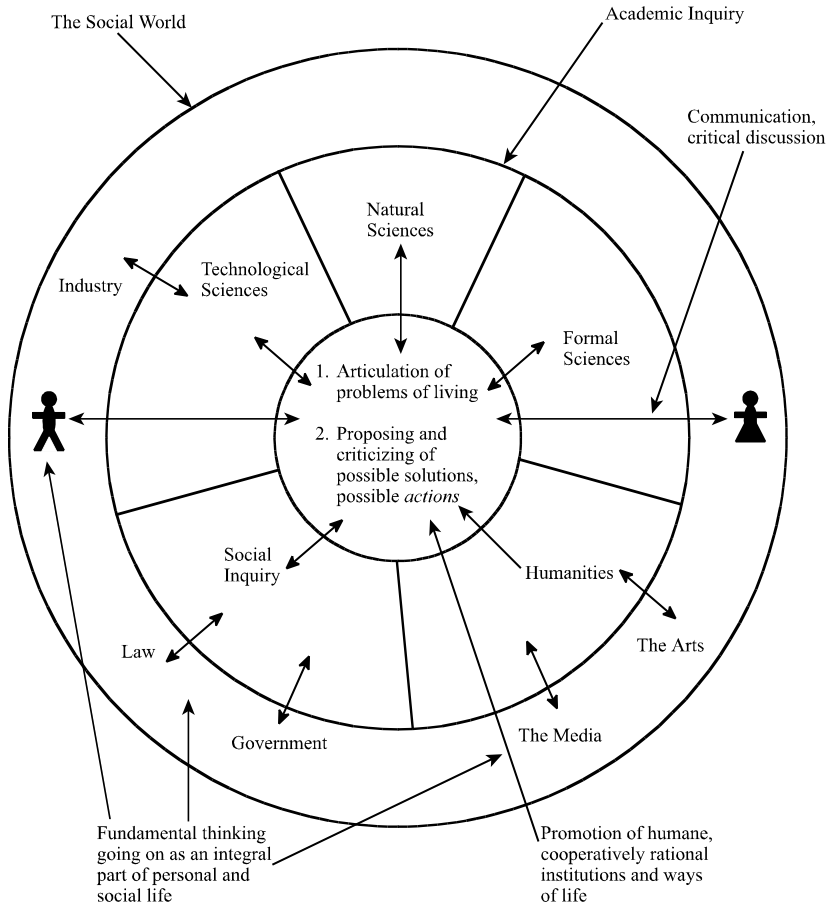 The Social World
Academic Inquiry
Communication,
critical discussion
Natural
Sciences
Technological
Sciences
Industry
Formal
Sciences
1. Articulation of
problems of living
2. Proposing and
criticizing of
possible solutions,
possible actions
Social
Inquiry
Humanities
Law
The Arts
Government
The Media
Fundamental thinking
going on as an integral
part of personal and
social life
Promotion of humane,
cooperatively rational
institutions and ways
of life